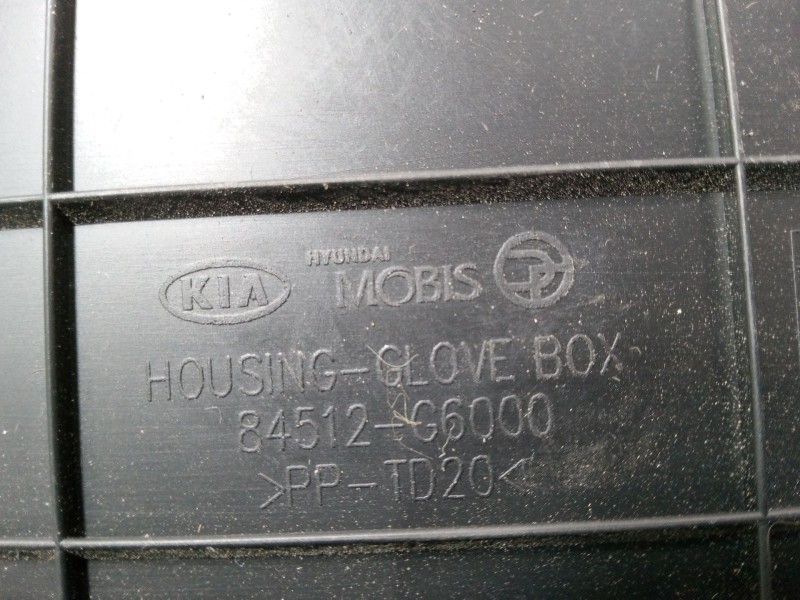 KIA HYUNDAI MOBIS
HOUSING-GLOVE BOX
84512-G6000
>PP-TD20<